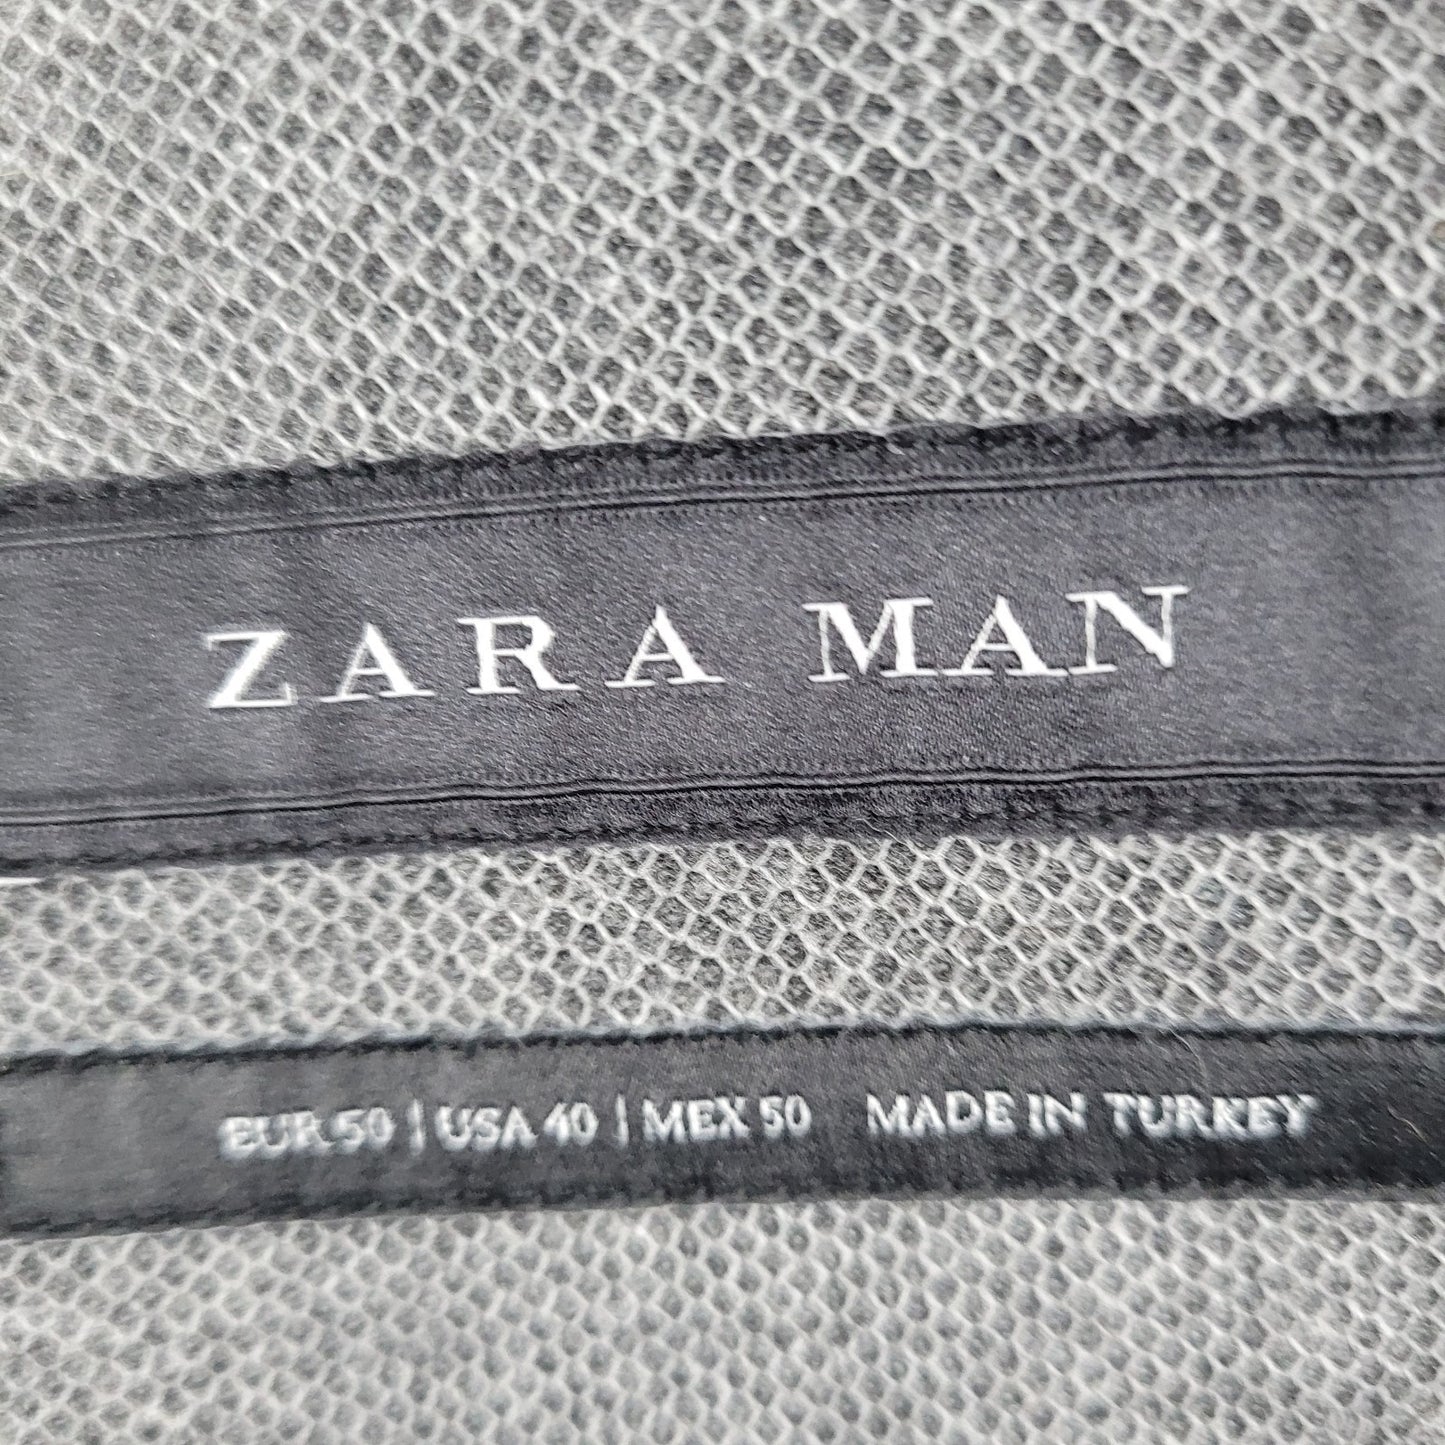 ZARA MAN
EUR 50 | USA 40 | MEX 50 MADE IN TURKEY